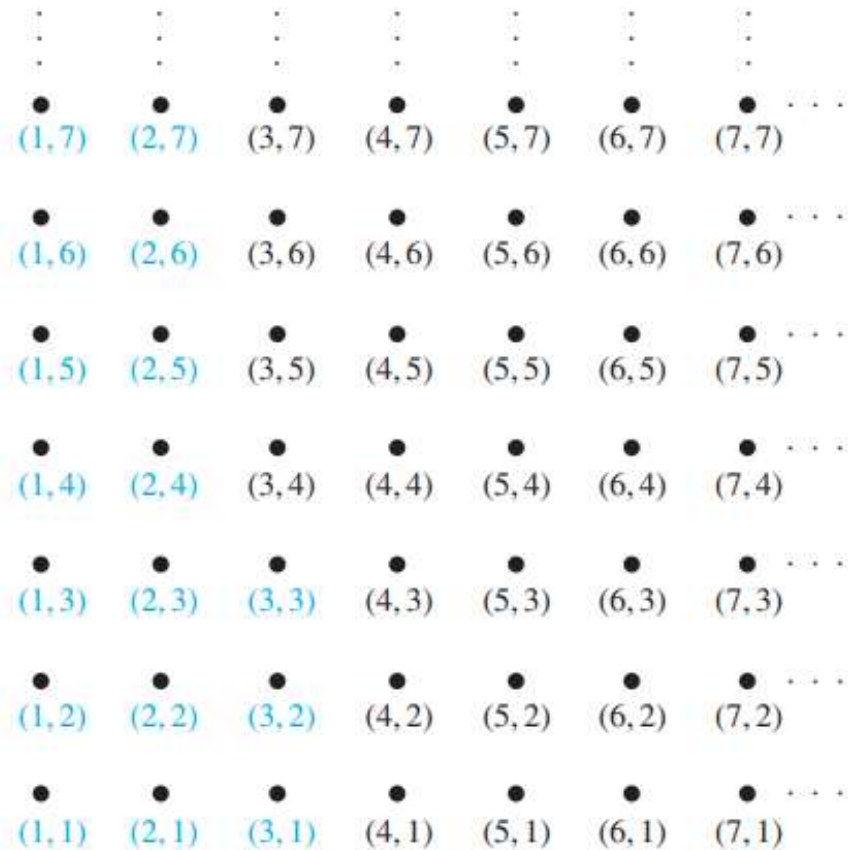 (1, 7) (2, 7) (3, 7) (4, 7) (5, 7) (6, 7) (7, 7) · · ·
(1, 6) (2, 6) (3, 6) (4, 6) (5, 6) (6, 6) (7, 6) · · ·
(1, 5) (2, 5) (3, 5) (4, 5) (5, 5) (6, 5) (7, 5) · · ·
(1, 4) (2, 4) (3, 4) (4, 4) (5, 4) (6, 4) (7, 4) · · ·
(1, 3) (2, 3) (3, 3) (4, 3) (5, 3) (6, 3) (7, 3) · · ·
(1, 2) (2, 2) (3, 2) (4, 2) (5, 2) (6, 2) (7, 2) · · ·
(1, 1) (2, 1) (3, 1) (4, 1) (5, 1) (6, 1) (7, 1) · · ·